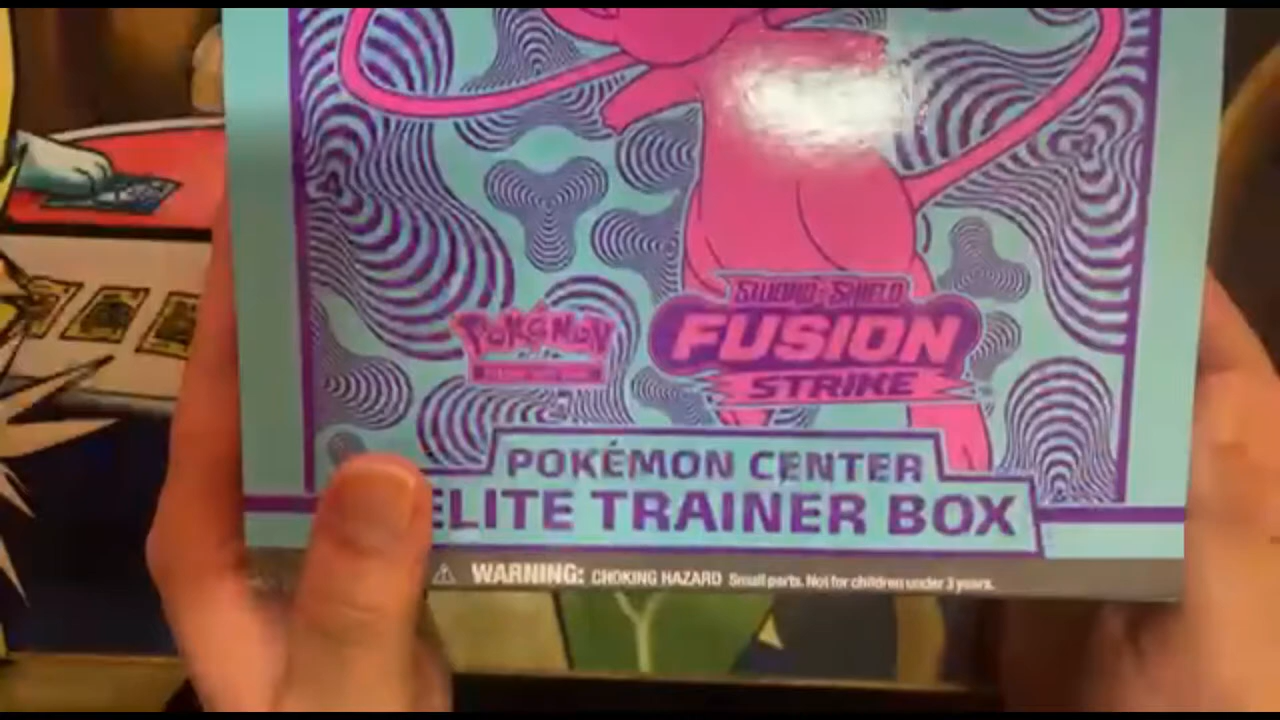 SWORD & SHIELD
POKéMON
FUSION
STRIKE
POKÉMON CENTER
ELITE TRAINER BOX
WARNING: CHOKING HAZARD Small parts. Not for children under 3 years.